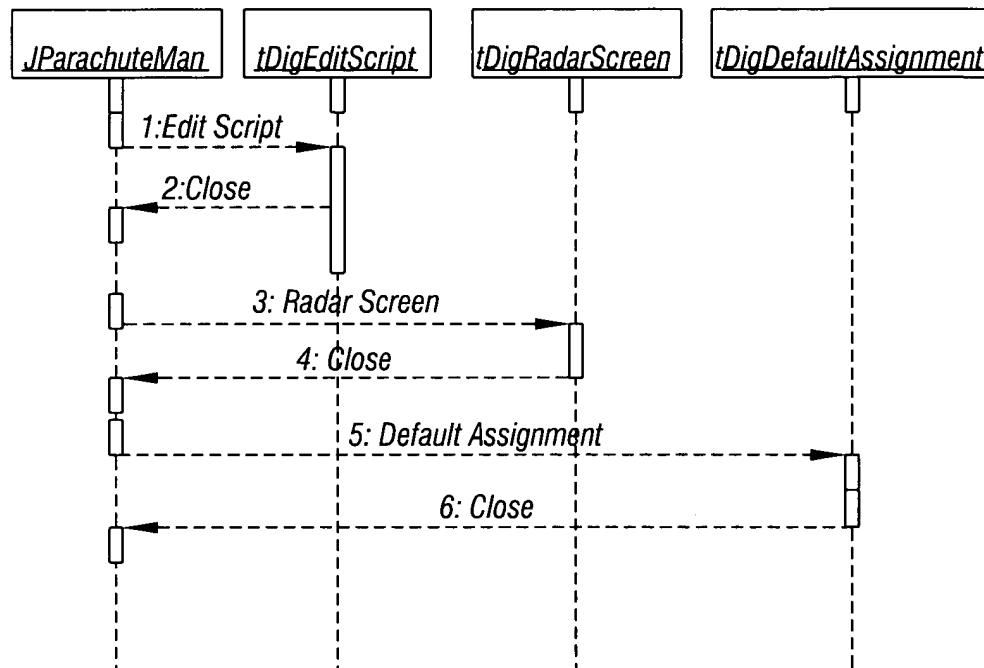 JParachuteMan
tDigEditScript
tDigRadarScreen
tDigDefaultAssignment
1:Edit Script
2:Close
3: Radar Screen
4: Close
5: Default Assignment
6: Close